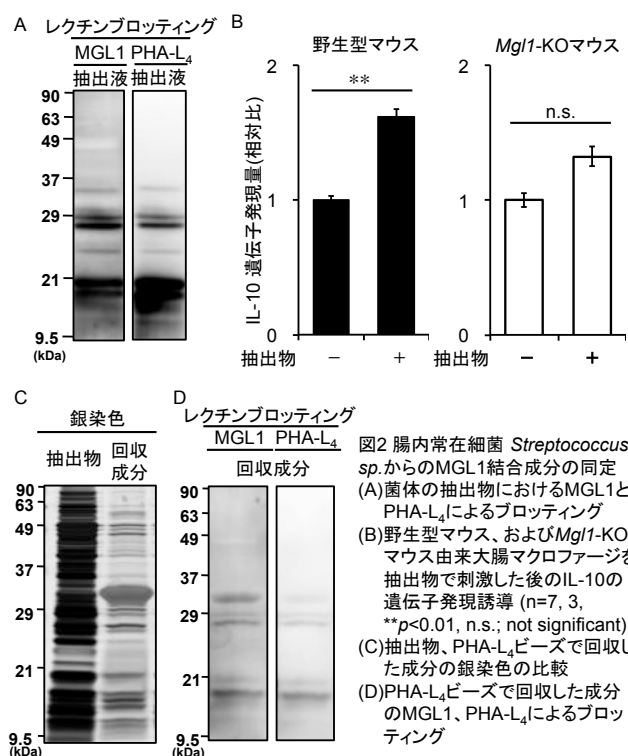 A
レクチンブロッティング
MGL1 PHA-L4
抽出液 抽出液
90
63
49
37
29
21
9.5
(kDa)
B
野生型マウス
Mgl1-KOマウス
IL-10 遺伝子発現量(相対比)
2
1
0
**
抽出物 − +
2
1
0
n.s.
抽出物 − +
C
銀染色
抽出物 回収成分
90
63
49
37
29
21
9.5
(kDa)
D
レクチンブロッティング
MGL1 PHA-L4
回収成分
90
63
49
37
29
21
9.5
(kDa)
図2 腸内常在細菌 Streptococcus
sp.からのMGL1結合成分の同定
(A)菌体の抽出物におけるMGL1と
PHA-L4によるブロッティング
(B)野生型マウス、およびMgl1-KO
マウス由来大腸マクロファージを
抽出物で刺激した後のIL-10の
遺伝子発現誘導 (n=7, 3,
**p<0.01, n.s.; not significant)
(C)抽出物、PHA-L4ビーズで回収し
た成分の銀染色の比較
(D)PHA-L4ビーズで回収した成分
のMGL1、PHA-L4によるブロッ
ティング